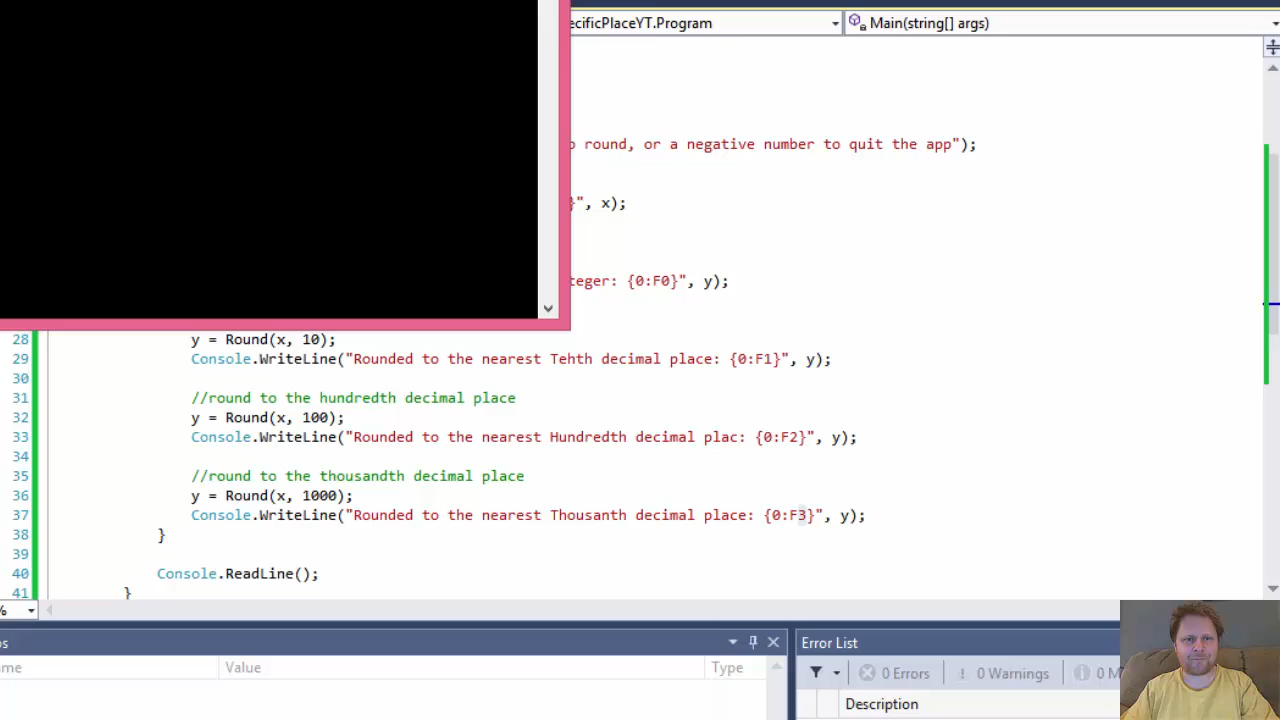 ecificPlaceYT.Program
Main(string[] args)
o round, or a negative number to quit the app");
}", x);
teger: {0:F0}", y);
28 y = Round(x, 10);
29 Console.WriteLine("Rounded to the nearest Tehth decimal place: {0:F1}", y);
30
31 //round to the hundredth decimal place
32 y = Round(x, 100);
33 Console.WriteLine("Rounded to the nearest Hundredth decimal plac: {0:F2}", y);
34
35 //round to the thousandth decimal place
36 y = Round(x, 1000);
37 Console.WriteLine("Rounded to the nearest Thousanth decimal place: {0:F3}", y);
38 }
39
40 Console.ReadLine();
41 }
%
os
Error List
ame Value Type
0 Errors 0 Warnings 0 M
Description